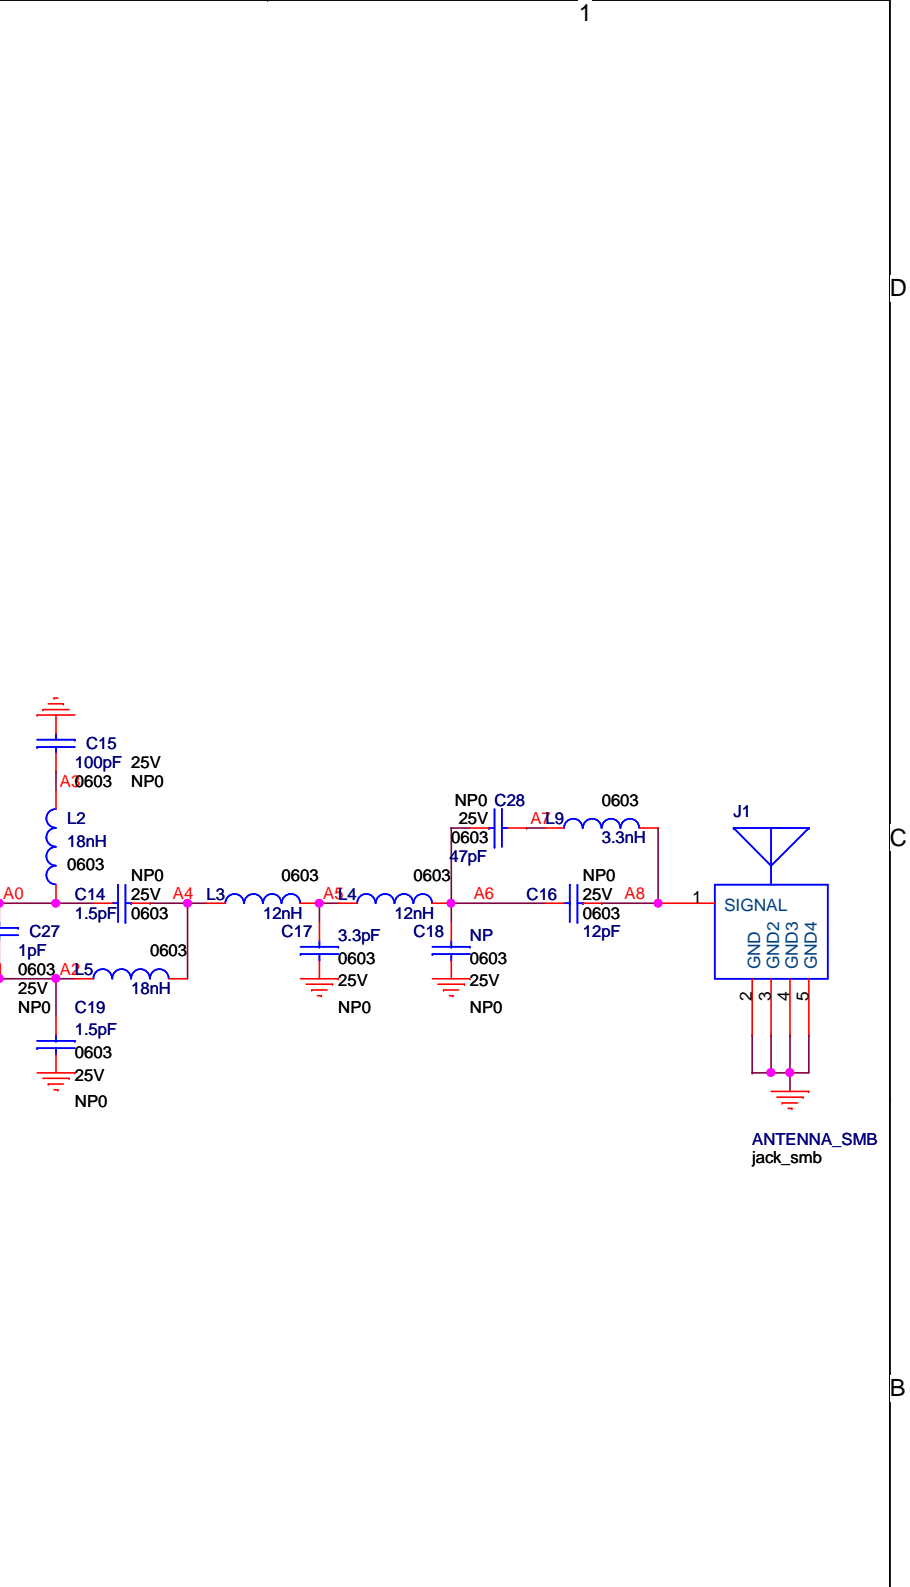 1
D
C15
100pF 25V
A3 0603 NP0
L2
18nH
0603
A0
C14
1.5pF
NP0
25V
0603
A4
C27
1pF
0603
25V
NP0
A2 L5
0603
18nH
C19
1.5pF
0603
25V
NP0
L3
0603
12nH
A5
C17
3.3pF
0603
25V
NP0
L4
0603
12nH
C18
NP
0603
25V
NP0
A6
NP0 C28
25V
0603
47pF
A7 L9
0603
3.3nH
C16
NP0
25V
0603
12pF
A8
J1
C
1
SIGNAL
GND
GND2
GND3
GND4
2
3
4
5
ANTENNA_SMB
jack_smb
B